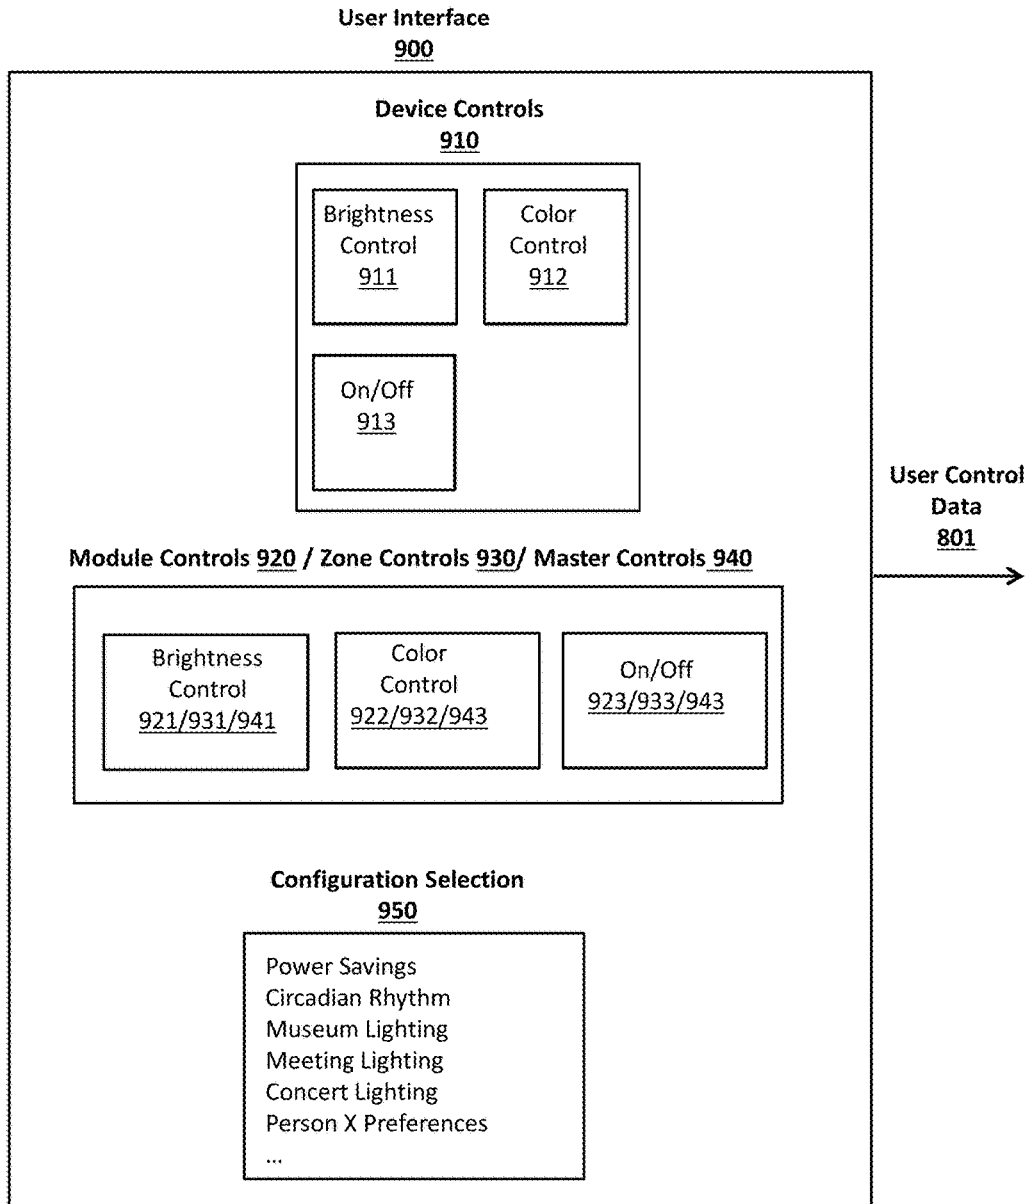 User Interface
900
Device Controls
910
Brightness
Control
911
Color
Control
912
On/Off
913
User Control
Data
801
Module Controls 920 / Zone Controls 930/ Master Controls 940
Brightness
Control
921/931/941
Color
Control
922/932/943
On/Off
923/933/943
Configuration Selection
950
Power Savings
Circadian Rhythm
Museum Lighting
Meeting Lighting
Concert Lighting
Person X Preferences
...